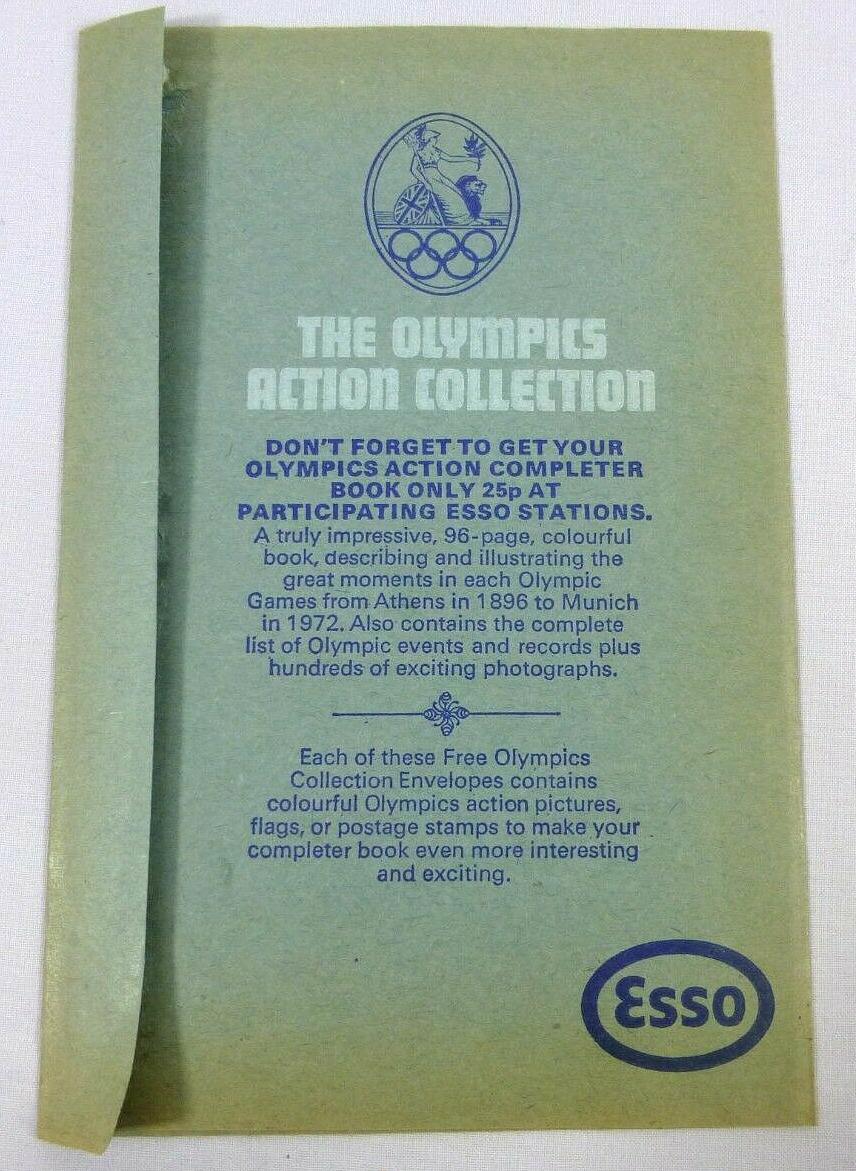 THE OLYMPICS
ACTION COLLECTION
DON'T FORGET TO GET YOUR
OLYMPICS ACTION COMPLETER
BOOK ONLY 25p AT
PARTICIPATING ESSO STATIONS.
A truly impressive, 96-page, colourful
book, describing and illustrating the
great moments in each Olympic
Games from Athens in 1896 to Munich
in 1972. Also contains the complete
list of Olympic events and records plus
hundreds of exciting photographs.
Each of these Free Olympics
Collection Envelopes contains
colourful Olympics action pictures,
flags, or postage stamps to make your
completer book even more interesting
and exciting.
Esso